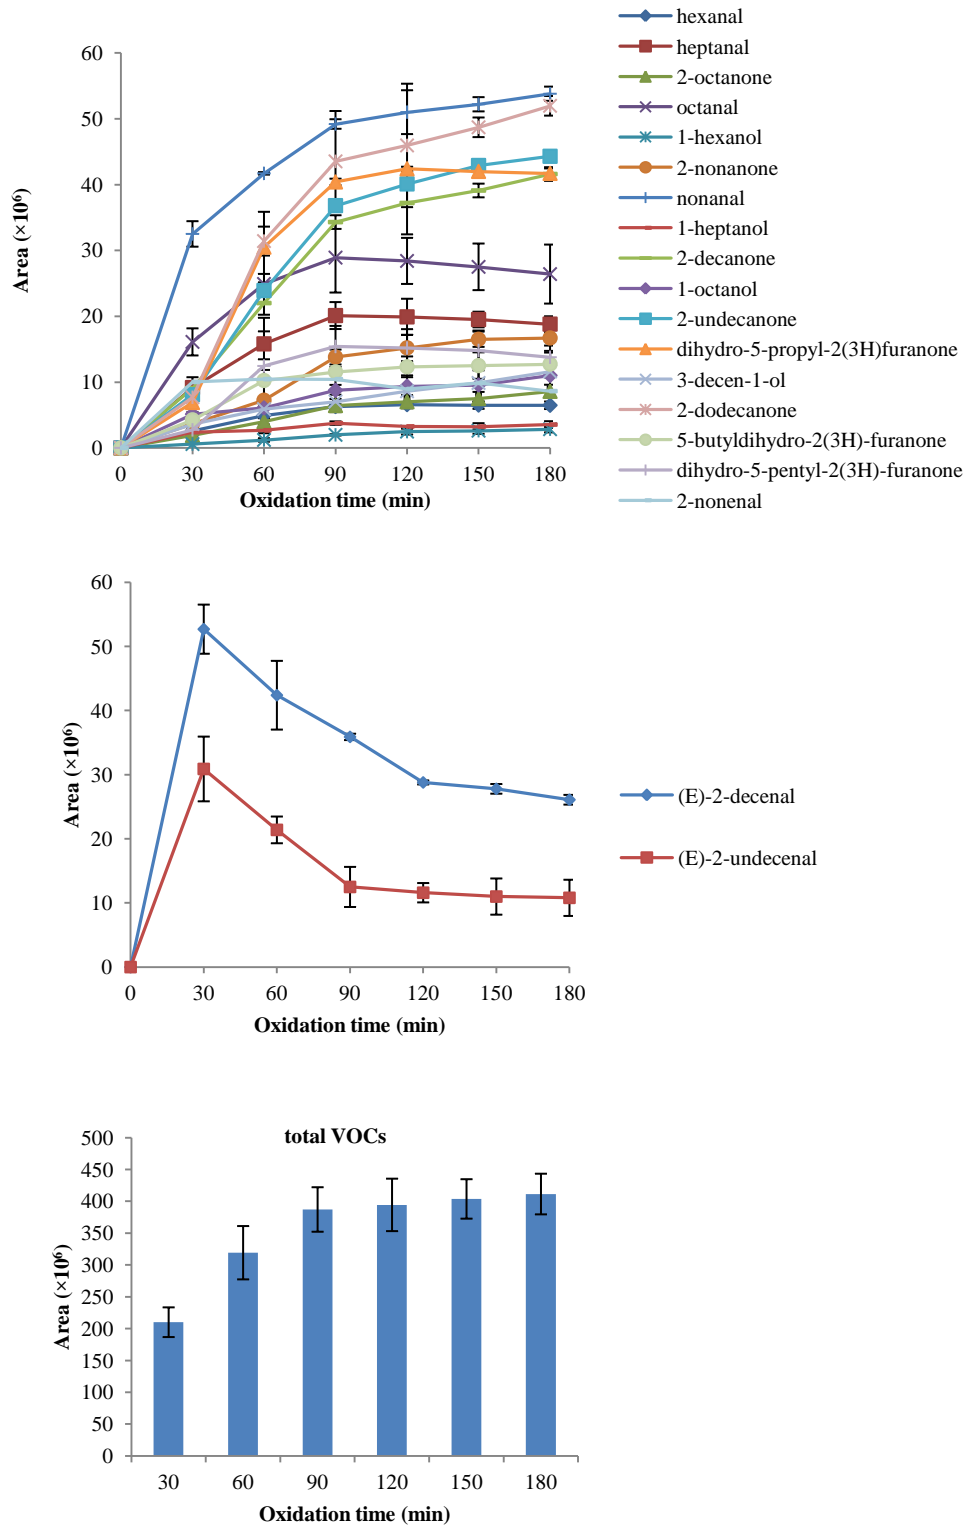 hexanal
heptanal
2-octanone
octanal
1-hexanol
2-nonanone
nonanal
1-heptanol
2-decanone
1-octanol
2-undecanone
dihydro-5-propyl-2(3H)furanone
3-decen-1-ol
2-dodecanone
5-butyldihydro-2(3H)-furanone
dihydro-5-pentyl-2(3H)-furanone
2-nonenal
60
50
40
30
20
10
0
Area (×10⁶)
0 30 60 90 120 150 180
Oxidation time (min)
60
50
40
30
20
10
0
Area (×10⁶)
0 30 60 90 120 150 180
Oxidation time (min)
(E)-2-decenal
(E)-2-undecenal
total VOCs
500
450
400
350
300
250
200
150
100
50
0
Area (×10⁶)
30 60 90 120 150 180
Oxidation time (min)